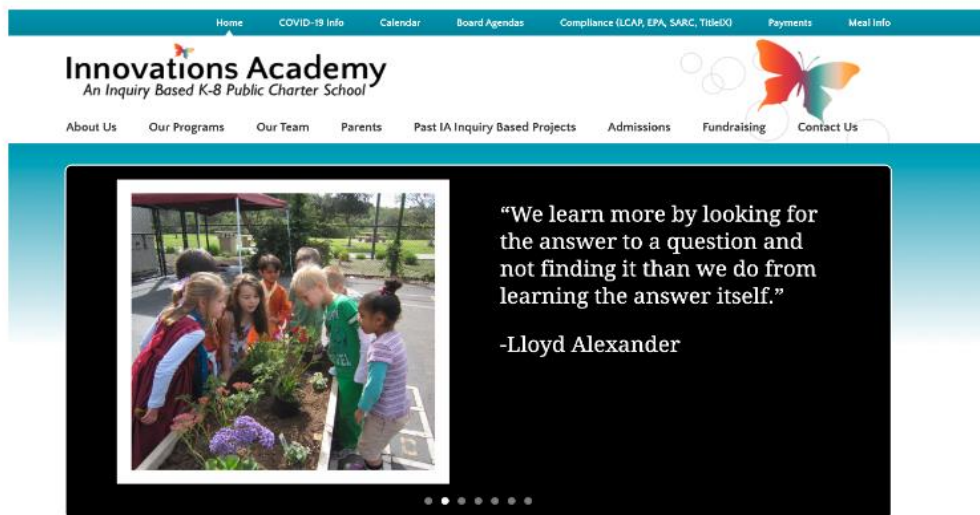 Home COVID-19 Info Calendar Board Agendas Compliance (LCAP, EPA, SARC, TitleIX) Payments Meal Info
Innovations Academy
An Inquiry Based K-8 Public Charter School
About Us Our Programs Our Team Parents Past IA Inquiry Based Projects Admissions Fundraising Contact Us
“We learn more by looking for
the answer to a question and
not finding it than we do from
learning the answer itself.”
-Lloyd Alexander